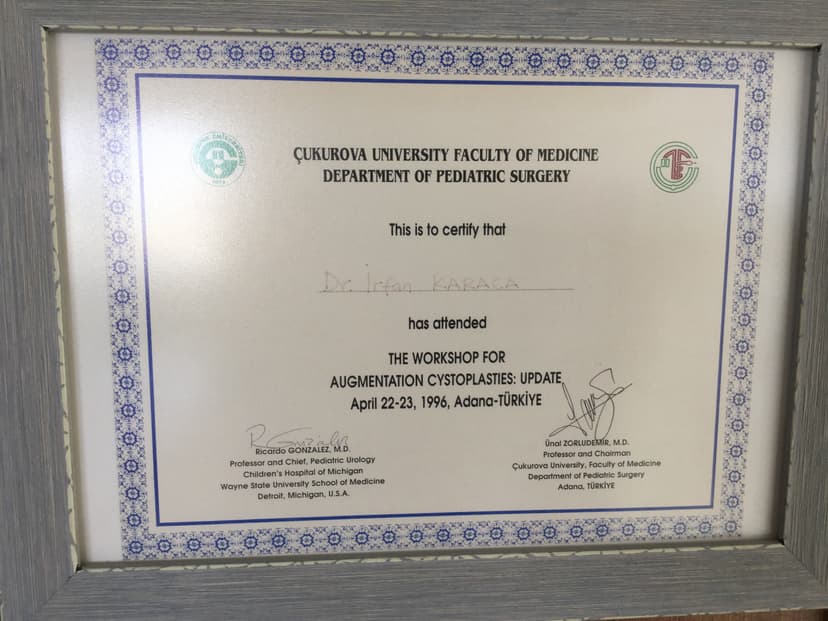 ÇUKUROVA UNIVERSITY FACULTY OF MEDICINE
DEPARTMENT OF PEDIATRIC SURGERY
This is to certify that
Dr. İrfan KARACA
has attended
THE WORKSHOP FOR
AUGMENTATION CYSTOPLASTIES: UPDATE
April 22-23, 1996, Adana-TÜRKİYE
R Gonzalez
Ricardo GONZALEZ, M.D.
Professor and Chief, Pediatric Urology
Children's Hospital of Michigan
Wayne State University School of Medicine
Detroit, Michigan, U.S.A.
Ünal ZORLUDEMİR, M.D.
Professor and Chairman
Çukurova University, Faculty of Medicine
Department of Pediatric Surgery
Adana, TÜRKİYE